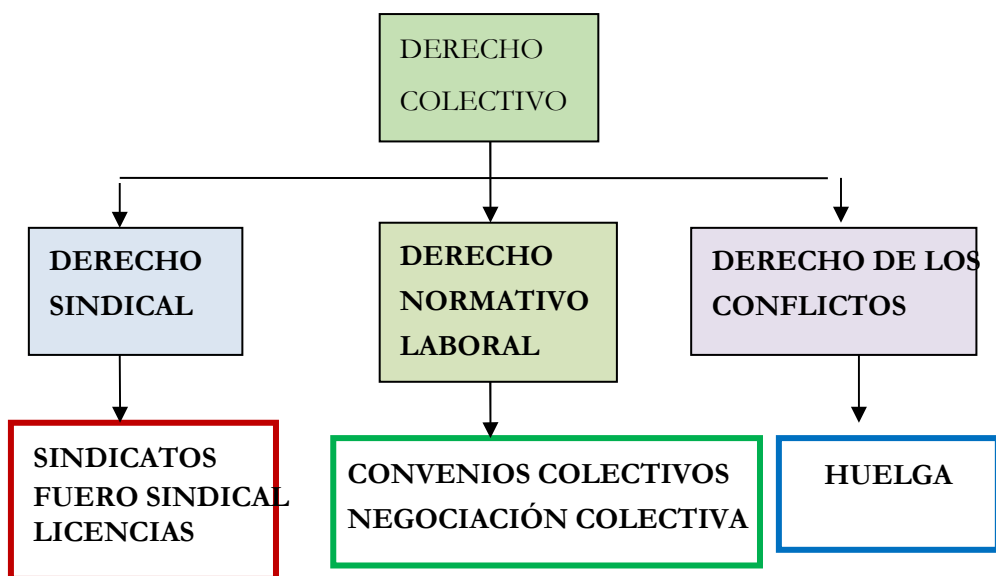 DERECHO
COLECTIVO
DERECHO
SINDICAL
DERECHO
NORMATIVO
LABORAL
DERECHO DE LOS
CONFLICTOS
SINDICATOS
FUERO SINDICAL
LICENCIAS
CONVENIOS COLECTIVOS
NEGOCIACIÓN COLECTIVA
HUELGA